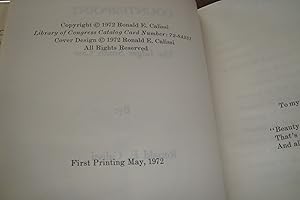 Copyright © 1972 Ronald E. Calissi
Library of Congress Catalog Card Number: 72-84331
Cover Design © 1972 Ronald E. Calissi
All Rights Reserved
First Printing May, 1972
To my
"Beauty
That's
And al